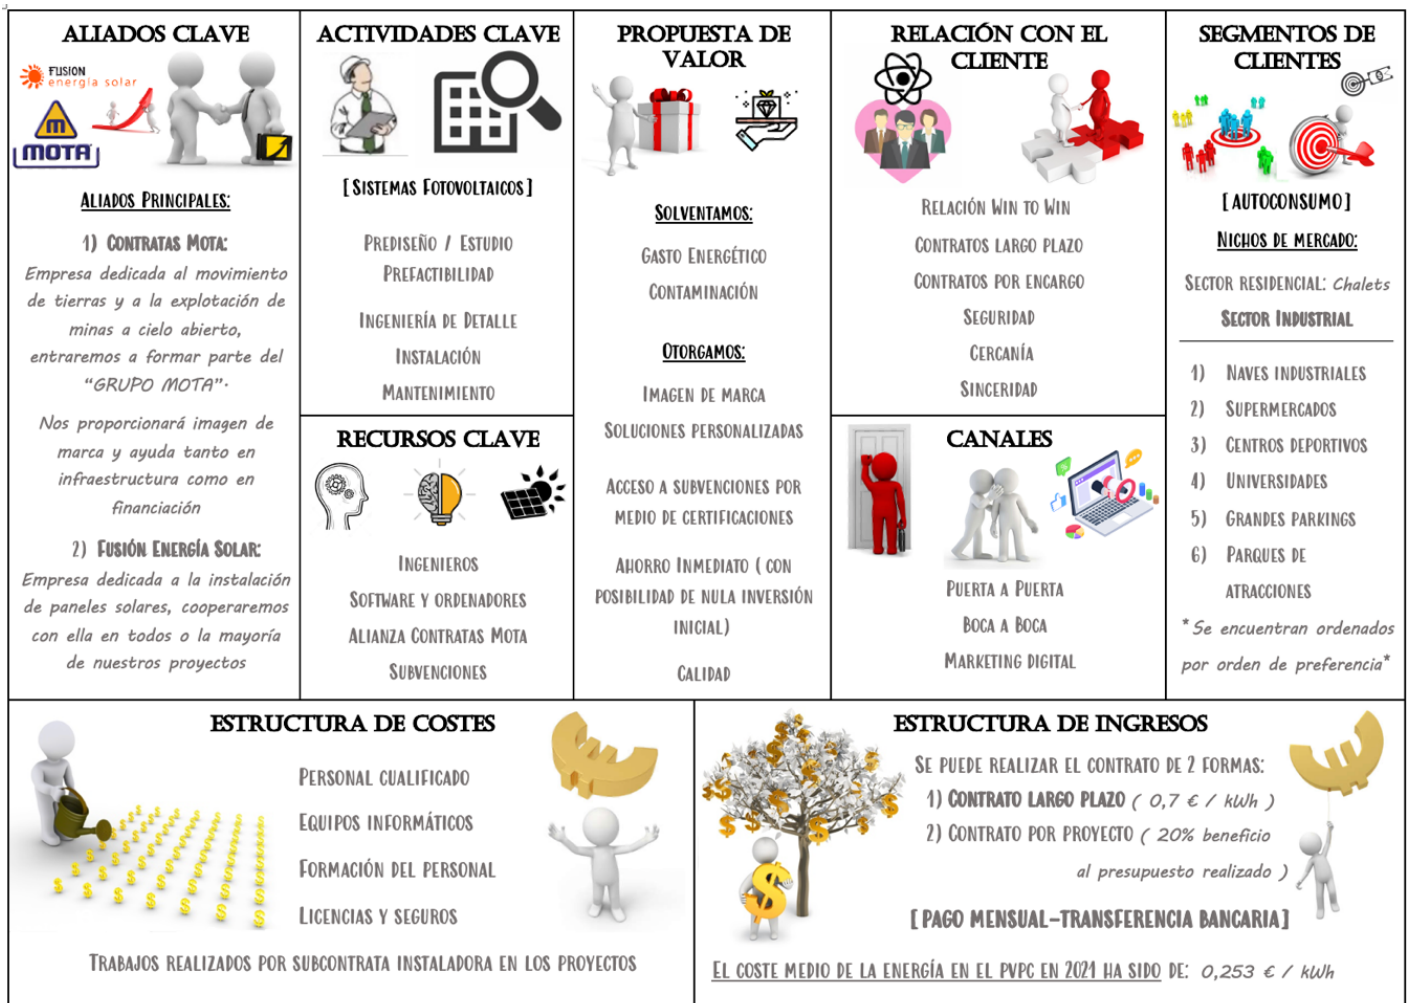 ALIADOS CLAVE
FUSION
energía solar
M
MOTA
ALIADOS PRINCIPALES:
1) CONTRATAS MOTA:
Empresa dedicada al movimiento
de tierras y a la explotación de
minas a cielo abierto,
entraremos a formar parte del
“GRUPO MOTA”.
Nos proporcionará imagen de
marca y ayuda tanto en
infraestructura como en
financiación
2) FUSIÓN ENERGÍA SOLAR:
Empresa dedicada a la instalación
de paneles solares, cooperaremos
con ella en todos o la mayoría
de nuestros proyectos
ACTIVIDADES CLAVE
[SISTEMAS FOTOVOLTAICOS]
PREDISEÑO / ESTUDIO
PREFACTIBILIDAD
INGENIERÍA DE DETALLE
INSTALACIÓN
MANTENIMIENTO
RECURSOS CLAVE
INGENIEROS
SOFTWARE Y ORDENADORES
ALIANZA CONTRATAS MOTA
SUBVENCIONES
PROPUESTA DE
VALOR
SOLVENTAMOS:
GASTO ENERGÉTICO
CONTAMINACIÓN
OTORGAMOS:
IMAGEN DE MARCA
SOLUCIONES PERSONALIZADAS
ACCESO A SUBVENCIONES POR
MEDIO DE CERTIFICACIONES
AHORRO INMEDIATO ( CON
POSIBILIDAD DE NULA INVERSIÓN
INICIAL)
CALIDAD
RELACIÓN CON EL
CLIENTE
RELACIÓN WIN TO WIN
CONTRATOS LARGO PLAZO
CONTRATOS POR ENCARGO
SEGURIDAD
CERCANÍA
SINCERIDAD
CANALES
PUERTA A PUERTA
BOCA A BOCA
MARKETING DIGITAL
SEGMENTOS DE
CLIENTES
[AUTOCONSUMO]
NICHOS DE MERCADO:
SECTOR RESIDENCIAL: Chalets
SECTOR INDUSTRIAL
1) NAVES INDUSTRIALES
2) SUPERMERCADOS
3) CENTROS DEPORTIVOS
4) UNIVERSIDADES
5) GRANDES PARKINGS
6) PARQUES DE
ATRACCIONES
*Se encuentran ordenados
por orden de preferencia*
ESTRUCTURA DE COSTES
PERSONAL CUALIFICADO
EQUIPOS INFORMÁTICOS
FORMACIÓN DEL PERSONAL
LICENCIAS Y SEGUROS
TRABAJOS REALIZADOS POR SUBCONTRATA INSTALADORA EN LOS PROYECTOS
ESTRUCTURA DE INGRESOS
SE PUEDE REALIZAR EL CONTRATO DE 2 FORMAS:
1) CONTRATO LARGO PLAZO ( 0,7 € / kWh )
2) CONTRATO POR PROYECTO ( 20% beneficio
al presupuesto realizado )
[PAGO MENSUAL-TRANSFERENCIA BANCARIA]
EL COSTE MEDIO DE LA ENERGÍA EN EL PVPC EN 2021 HA SIDO DE: 0,253 € / kWh